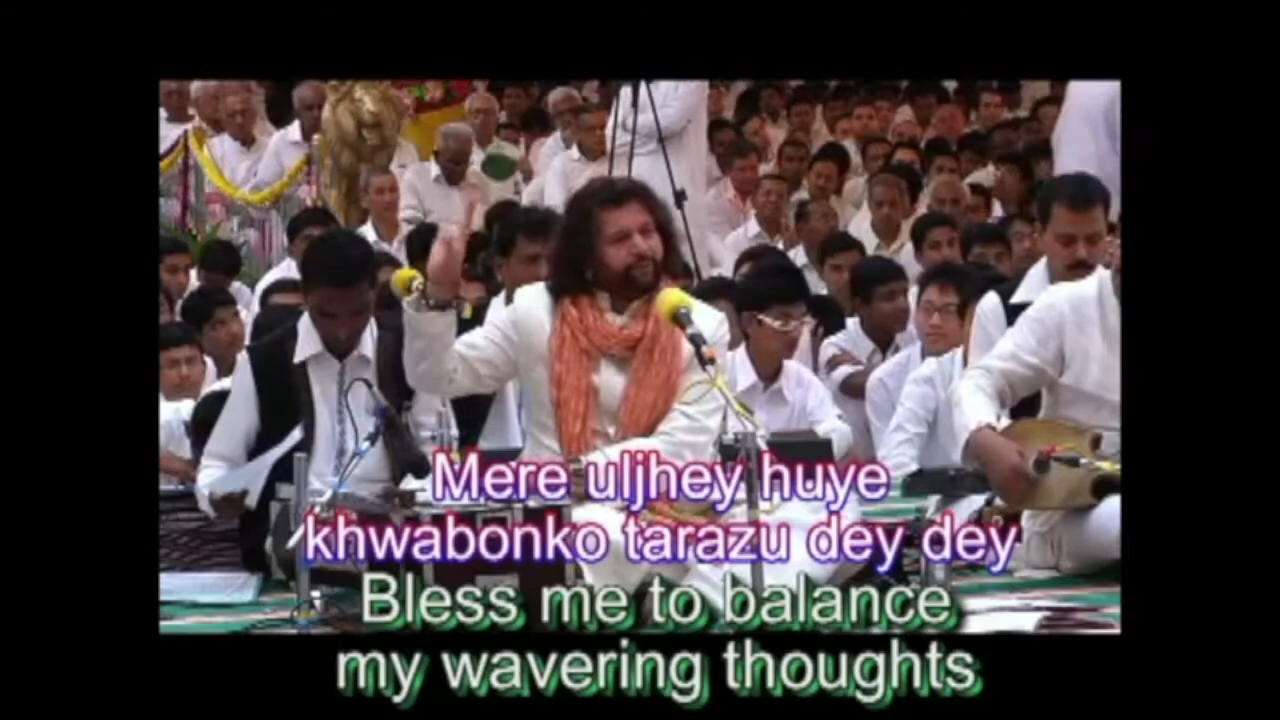 Mere uljhey huye
khwabonko tarazu dey dey
Bless me to balance
my wavering thoughts